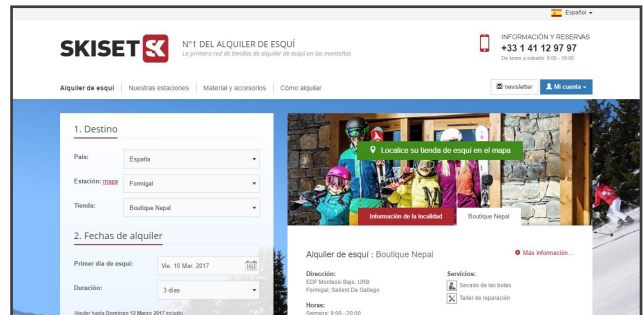 Español
SKISET
N°1 DEL ALQUILER DE ESQUÍ
La primera red de tiendas de alquiler de esquí en las montañas
INFORMACIÓN Y RESERVAS
+33 1 41 12 97 97
De lunes a sábado: 9:00 - 19:00
Alquiler de esquí
Nuestras estaciones
Material y accesorios
Cómo alquilar
newsletter
Mi cuenta
1. Destino
País:
España
Estación: mapa
Formigal
Tienda:
Boutique Nepal
2. Fechas de alquiler
Primer día de esquí:
Vie. 10 Mar. 2017
Duración:
3 días
Alquiler hasta Domingo 12 Marzo 2017 incluido
Localice su tienda de esquí en el mapa
Información de la localidad
Boutique Nepal
Alquiler de esquí : Boutique Nepal
Más información...
Dirección:
EDF Montesio Bajo, URB
Formigal, Sallent De Gallego
Horas:
Semana: 9:00 - 20:00
Servicios:
Secado de las botas
Taller de reparación